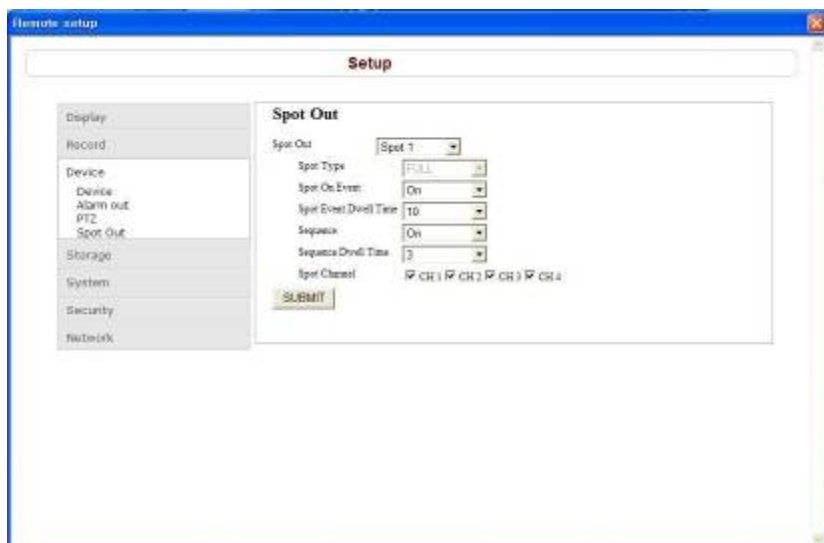 Remote setup
Setup
Display
Record
Device
Device
Alarm out
PTZ
Spot Out
Storage
System
Security
Network
Spot Out
Spot Out Spot 1
Spot Type FULL
Spot On Event On
Spot Event Dwell Time 10
Sequence On
Sequence Dwell Time 3
Spot Channel CH 1 CH 2 CH 3 CH 4
SUBMIT